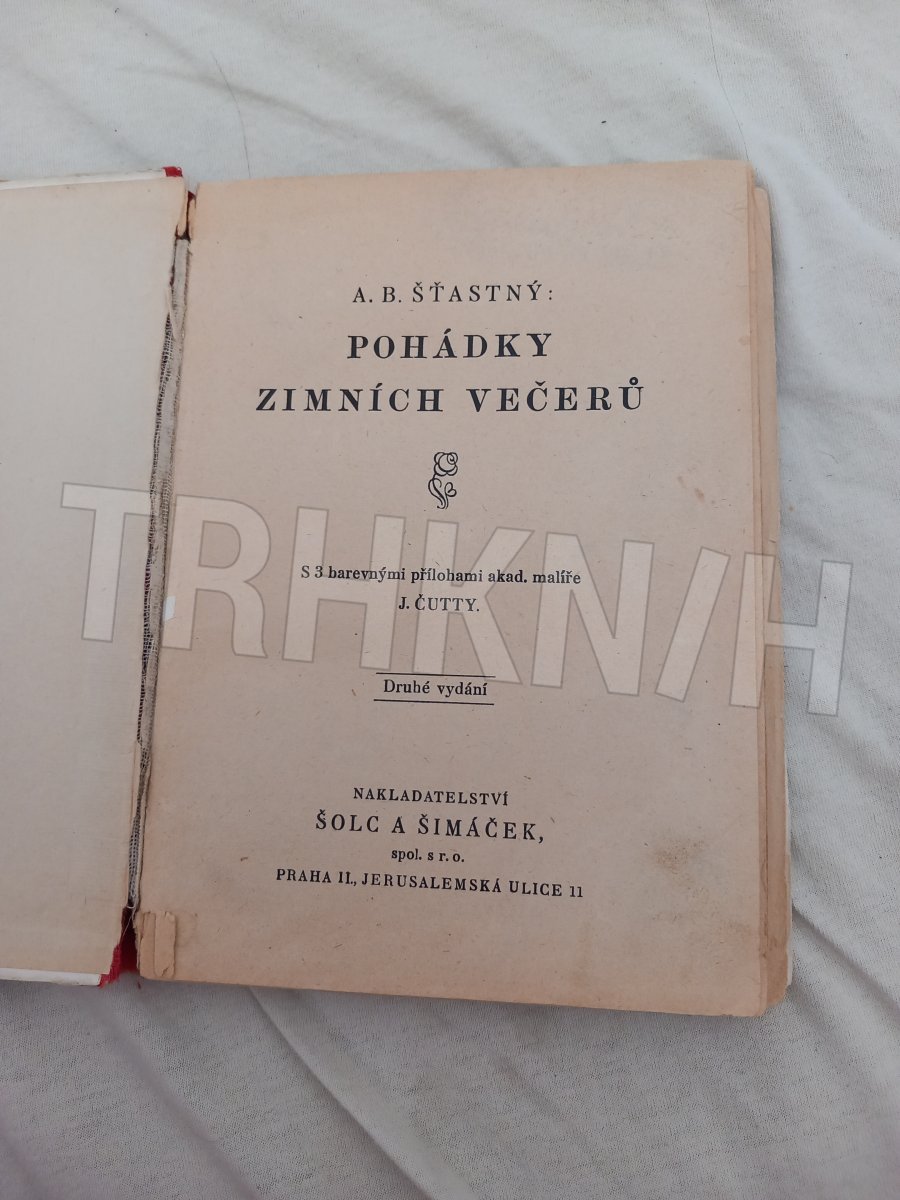 A. B. ŠŤASTNÝ:
POHÁDKY
ZIMNÍCH VEČERŮ
S 3 barevnými přílohami akad. malíře
J. ČUTTY.
Druhé vydání
NAKLADATELSTVÍ
ŠOLC A ŠIMÁČEK,
spol. s r. o.
PRAHA II., JERUSALEMSKÁ ULICE 11
TRHKNIH